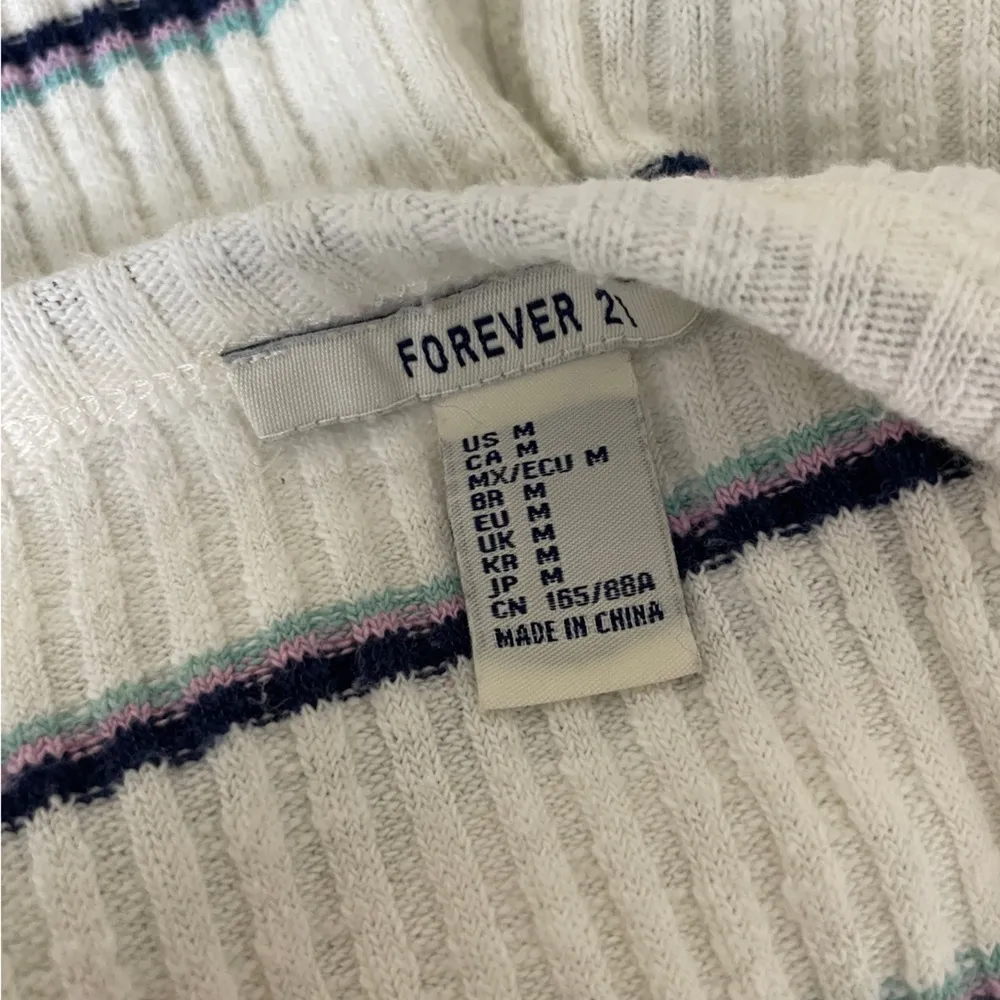 FOREVER 21
US M
CA M
MX/ECU M
BR M
EU M
UK M
KR M
JP M
CN 165/88A
MADE IN CHINA